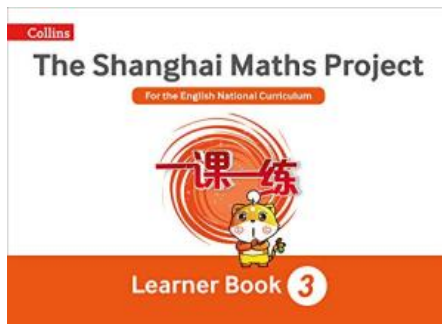 Collins
The Shanghai Maths Project
For the English National Curriculum
一课一练
Learner Book 3